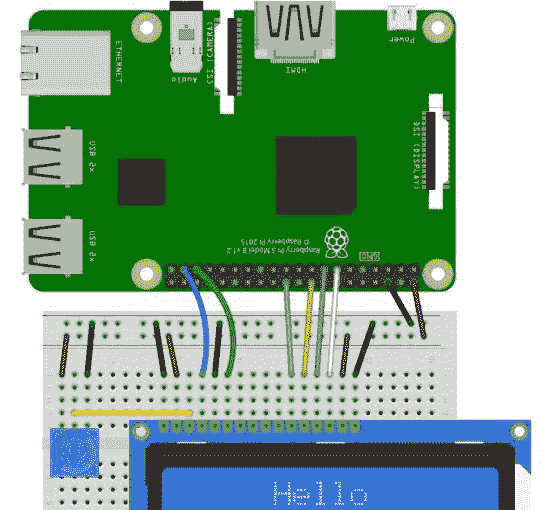 ETHERNET
Audio
CSI (CAMERA)
HDMI
Power
USB 2x
DSI (DISPLAY)
USB 2x
Raspberry Pi 3 Model B v1.2
© Raspberry Pi 2015
GPIO
Hello